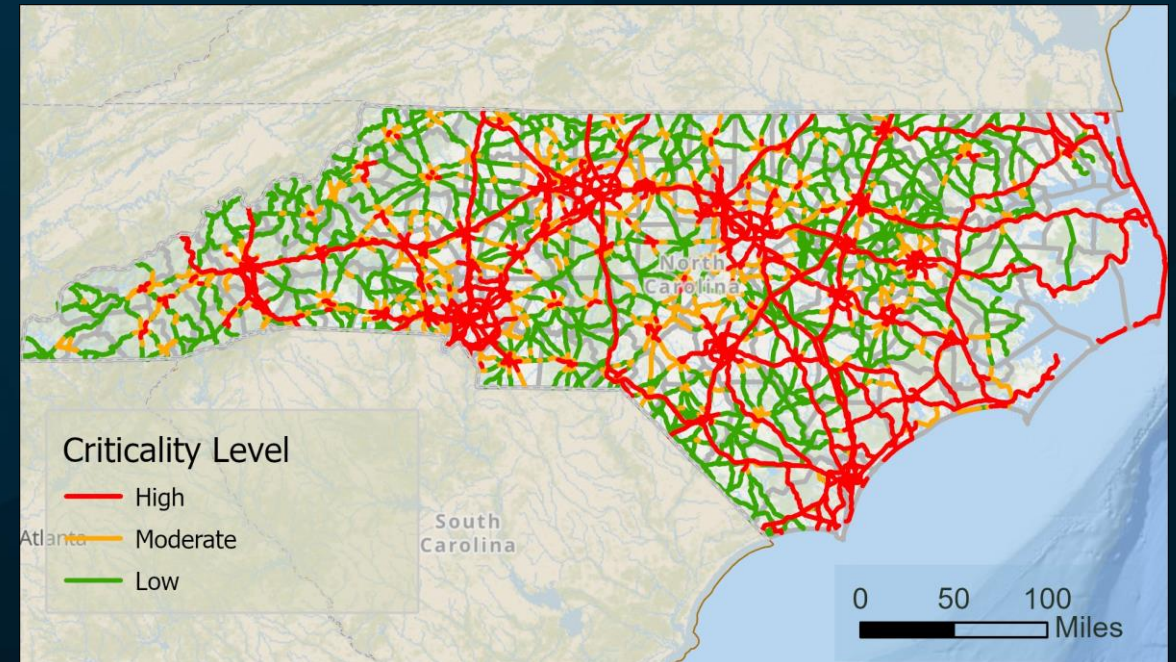 North
Carolina
Criticality Level
High
Moderate
Low
Atlanta
South
Carolina
0 50 100
Miles